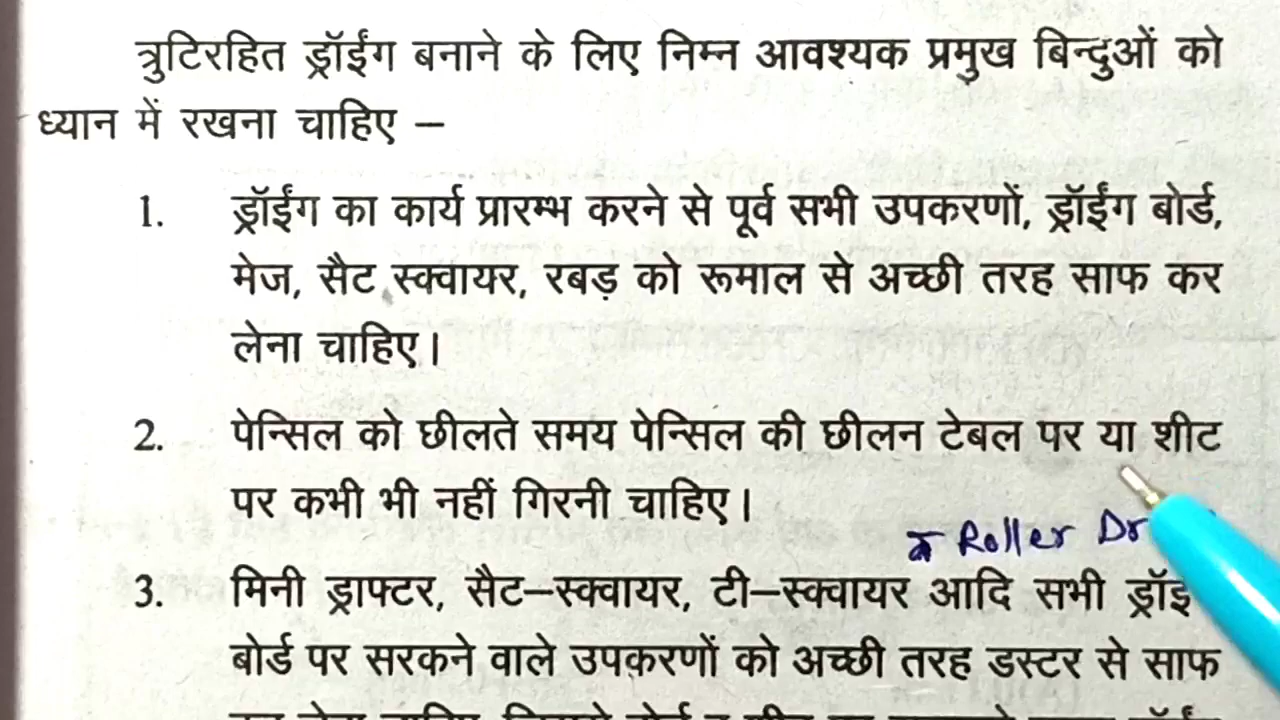 त्रुटिरहित ड्रॉईंग बनाने के लिए निम्न आवश्यक प्रमुख बिन्दुओं को
ध्यान में रखना चाहिए –
1. ड्रॉईंग का कार्य प्रारम्भ करने से पूर्व सभी उपकरणों, ड्रॉईंग बोर्ड,
मेज, सैट स्क्वायर, रबड़ को रूमाल से अच्छी तरह साफ कर
लेना चाहिए।
2. पेन्सिल को छीलते समय पेन्सिल की छीलन टेबल पर या शीट
पर कभी भी नहीं गिरनी चाहिए।
Roller Dr
3. मिनी ड्राफ्टर, सैट–स्क्वायर, टी–स्क्वायर आदि सभी
बोर्ड पर सरकने वाले उपकरणों को अच्छी तरह डस्टर से साफ